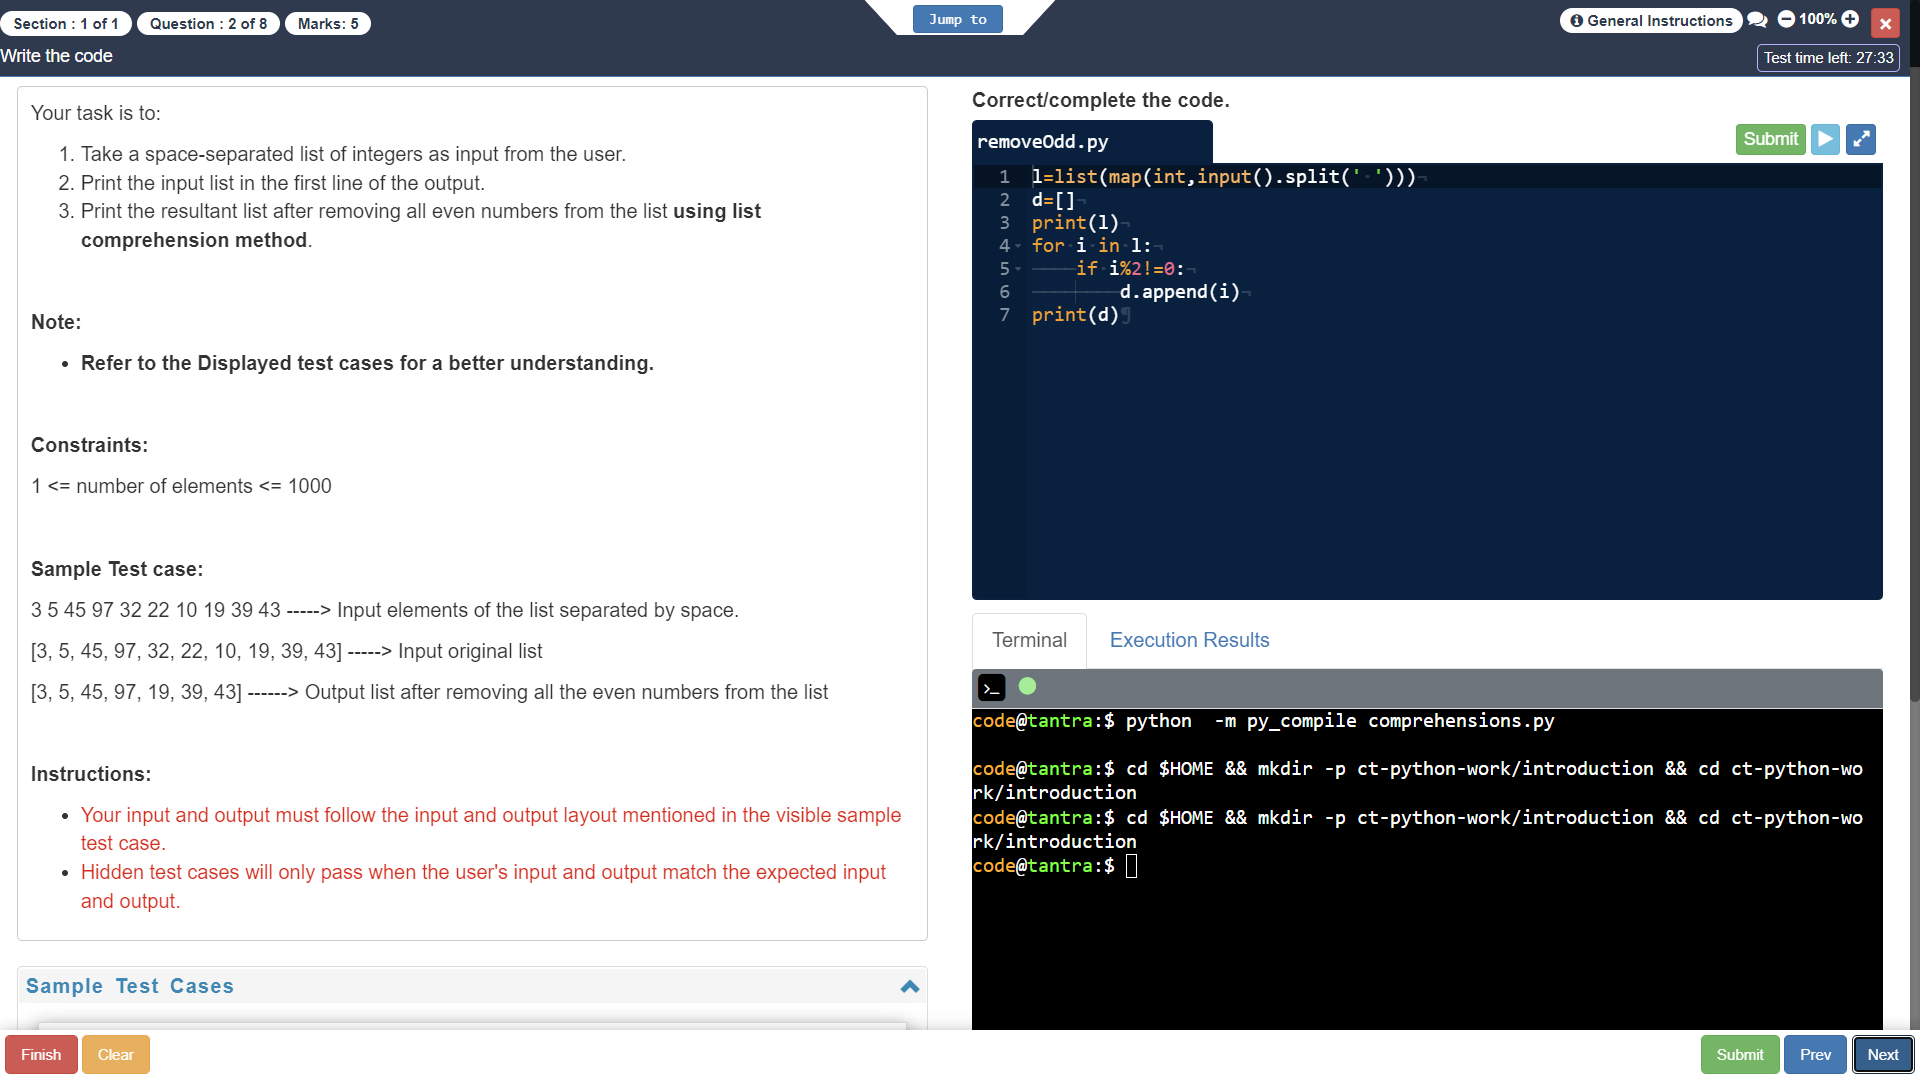 Section : 1 of 1 Question : 2 of 8 Marks: 5 Jump to General Instructions 100%
Write the code Test time left: 27:33
Your task is to:
1. Take a space-separated list of integers as input from the user.
2. Print the input list in the first line of the output.
3. Print the resultant list after removing all even numbers from the list using list
comprehension method.
Note:
• Refer to the Displayed test cases for a better understanding.
Constraints:
1 <= number of elements <= 1000
Sample Test case:
3 5 45 97 32 22 10 19 39 43 -----> Input elements of the list separated by space.
[3, 5, 45, 97, 32, 22, 10, 19, 39, 43] -----> Input original list
[3, 5, 45, 97, 19, 39, 43] ------> Output list after removing all the even numbers from the list
Instructions:
• Your input and output must follow the input and output layout mentioned in the visible sample
test case.
• Hidden test cases will only pass when the user's input and output match the expected input
and output.
Sample Test Cases
Correct/complete the code.
removeOdd.py Submit
1 l=list(map(int,input().split(' ')))
2 d=[]
3 print(l)
4 for i in l:
5 if i%2!=0:
6 d.append(i)
7 print(d)
Terminal Execution Results
code@tantra:$ python  -m py_compile comprehensions.py
code@tantra:$ cd $HOME && mkdir -p ct-python-work/introduction && cd ct-python-wo
rk/introduction
code@tantra:$ cd $HOME && mkdir -p ct-python-work/introduction && cd ct-python-wo
rk/introduction
code@tantra:$
Finish Clear Submit Prev Next